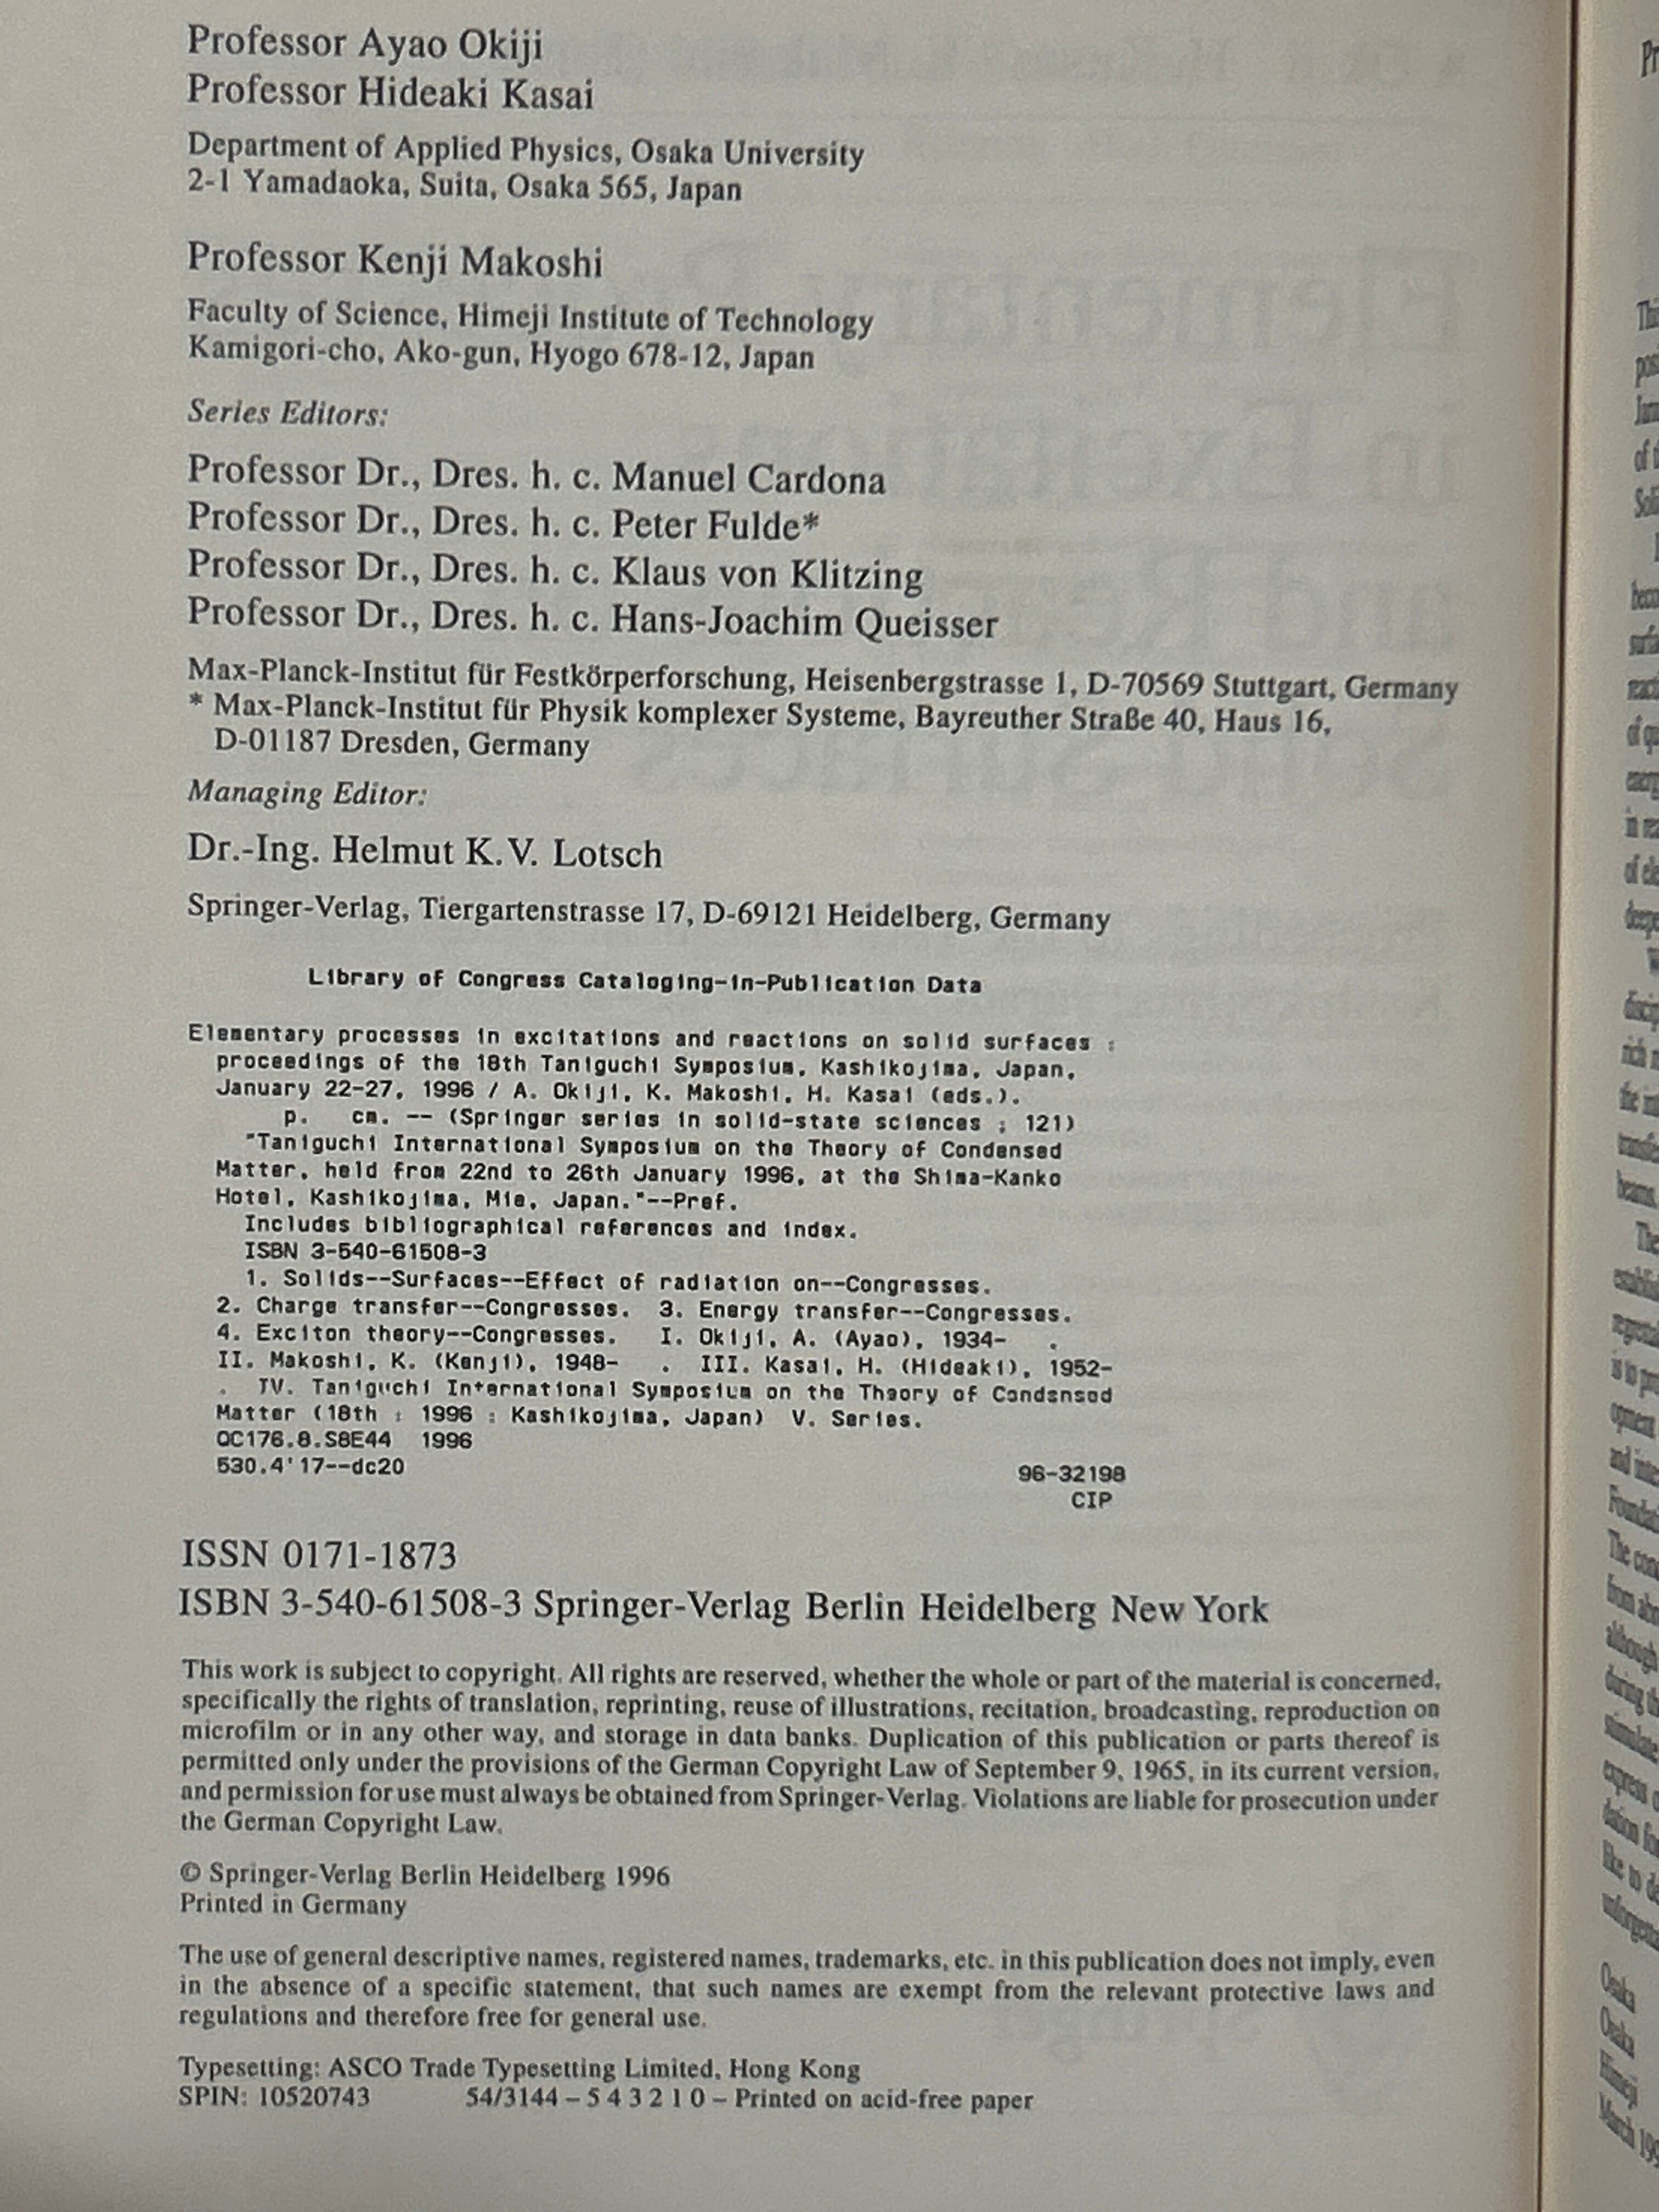 Professor Ayao Okiji
Professor Hideaki Kasai
Department of Applied Physics, Osaka University
2-1 Yamadaoka, Suita, Osaka 565, Japan
Professor Kenji Makoshi
Faculty of Science, Himeji Institute of Technology
Kamigori-cho, Ako-gun, Hyogo 678-12, Japan
Series Editors:
Professor Dr., Dres. h. c. Manuel Cardona
Professor Dr., Dres. h. c. Peter Fulde*
Professor Dr., Dres. h. c. Klaus von Klitzing
Professor Dr., Dres. h. c. Hans-Joachim Queisser
Max-Planck-Institut für Festkörperforschung, Heisenbergstrasse 1, D-70569 Stuttgart, Germany
* Max-Planck-Institut für Physik komplexer Systeme, Bayreuther Straße 40, Haus 16,
D-01187 Dresden, Germany
Managing Editor:
Dr.-Ing. Helmut K.V. Lotsch
Springer-Verlag, Tiergartenstrasse 17, D-69121 Heidelberg, Germany
Library of Congress Cataloging-in-Publication Data
Elementary processes in excitations and reactions on solid surfaces :
proceedings of the 18th Taniguchi Symposium, Kashikojima, Japan,
January 22-27, 1996 / A. Okiji, K. Makoshi, H. Kasai (eds.).
p. cm. -- (Springer series in solid-state sciences ; 121)
"Taniguchi International Symposium on the Theory of Condensed
Matter, held from 22nd to 26th January 1996, at the Shima-Kanko
Hotel, Kashikojima, Mie, Japan."--Pref.
Includes bibliographical references and index.
ISBN 3-540-61508-3
1. Solids--Surfaces--Effect of radiation on--Congresses.
2. Charge transfer--Congresses. 3. Energy transfer--Congresses.
4. Exciton theory--Congresses. I. Okiji, A. (Ayao), 1934- .
II. Makoshi, K. (Kenji), 1948- . III. Kasai, H. (Hideaki), 1952-
. IV. Taniguchi International Symposium on the Theory of Condensed
Matter (18th : 1996 : Kashikojima, Japan) V. Series.
QC176.8.S8E44 1996
530.4'17--dc20 96-32198
CIP
ISSN 0171-1873
ISBN 3-540-61508-3 Springer-Verlag Berlin Heidelberg New York
This work is subject to copyright. All rights are reserved, whether the whole or part of the material is concerned,
specifically the rights of translation, reprinting, reuse of illustrations, recitation, broadcasting, reproduction on
microfilm or in any other way, and storage in data banks. Duplication of this publication or parts thereof is
permitted only under the provisions of the German Copyright Law of September 9, 1965, in its current version,
and permission for use must always be obtained from Springer-Verlag. Violations are liable for prosecution under
the German Copyright Law.
© Springer-Verlag Berlin Heidelberg 1996
Printed in Germany
The use of general descriptive names, registered names, trademarks, etc. in this publication does not imply, even
in the absence of a specific statement, that such names are exempt from the relevant protective laws and
regulations and therefore free for general use.
Typesetting: ASCO Trade Typesetting Limited, Hong Kong
SPIN: 10520743 54/3144 – 5 4 3 2 1 0 – Printed on acid-free paper